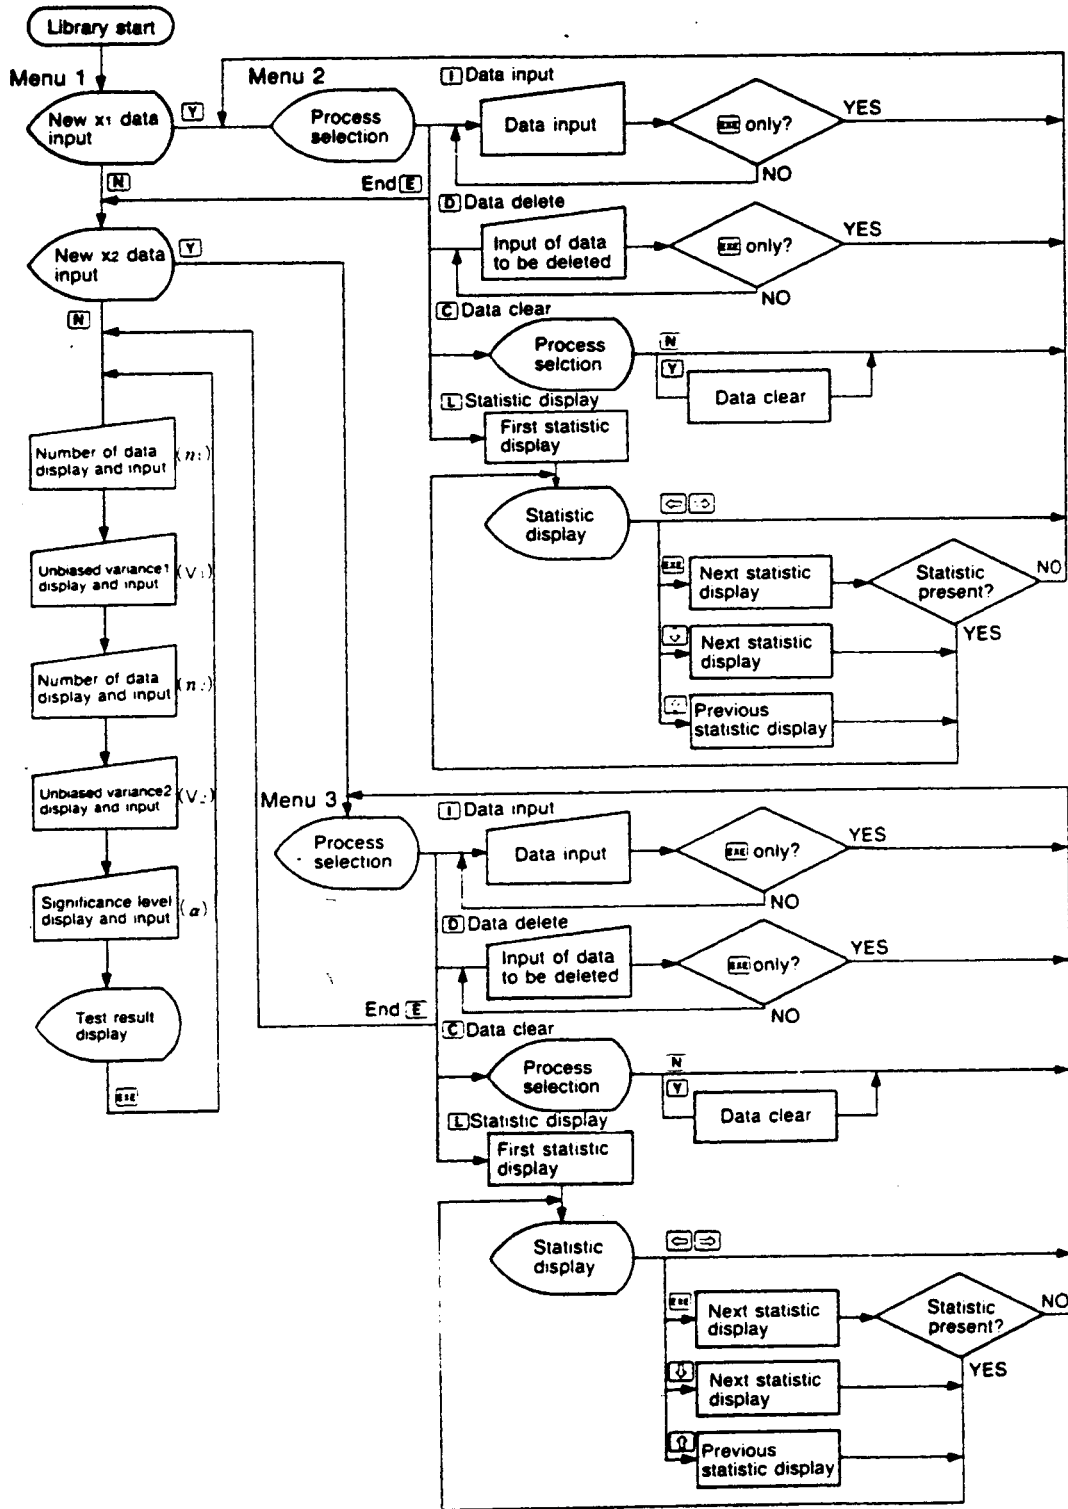 Library start
Menu 1
New x1 data
input
Y
N
Menu 2
Process
selection
End E
I Data input
Data input
EXE only?
YES
NO
D Data delete
Input of data
to be deleted
EXE only?
YES
NO
C Data clear
Process
selction
N
Y
Data clear
L Statistic display
First statistic
display
Statistic
display
⇦ ⇨
EXE
Next statistic
display
Statistic
present?
NO
YES
⇩
Next statistic
display
Previous
statistic display
New x2 data
input
Y
N
Number of data
display and input
Unbiased variance1
display and input
Number of data
display and input
Unbiased variance2
display and input
Significance level
display and input
(α)
Test result
display
EXE
Menu 3
Process
selection
End E
I Data input
Data input
EXE only?
YES
NO
D Data delete
Input of data
to be deleted
EXE only?
YES
NO
C Data clear
Process
selection
N
Y
Data clear
L Statistic display
First statistic
display
Statistic
display
⇦ ⇨
EXE
Next statistic
display
Statistic
present?
NO
YES
⇩
Next statistic
display
⇧
Previous
statistic display